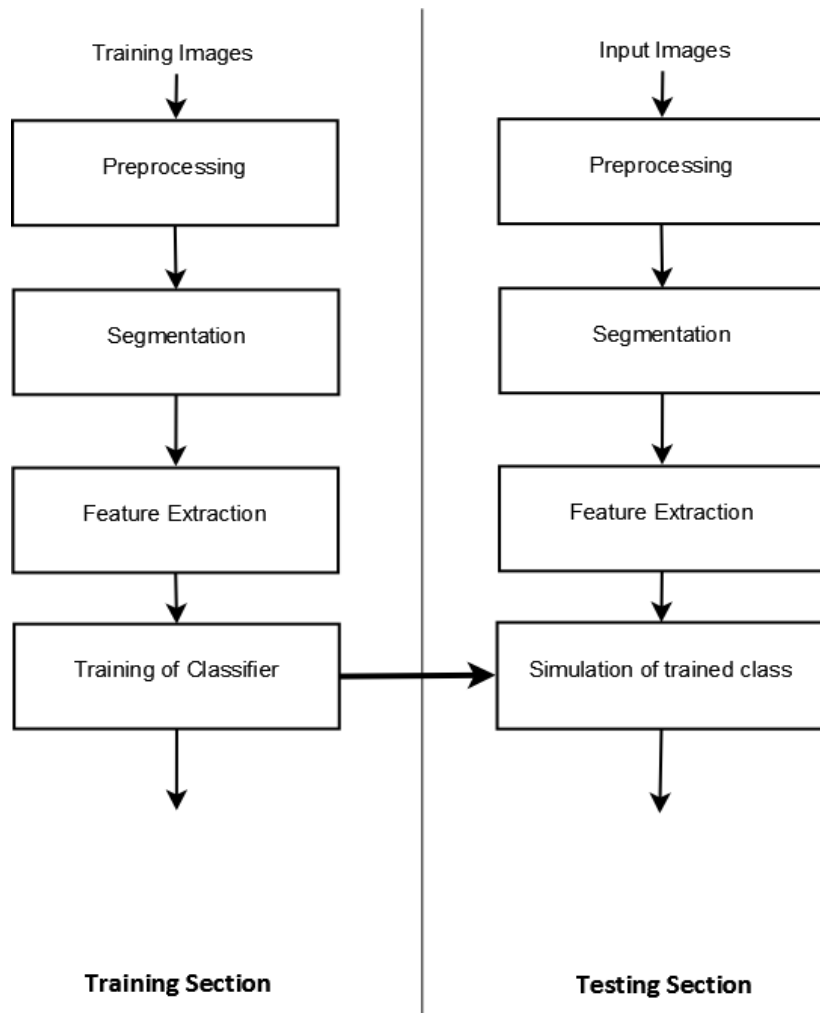 Training Images
Preprocessing
Segmentation
Feature Extraction
Training of Classifier
Training Section
Input Images
Preprocessing
Segmentation
Feature Extraction
Simulation of trained class
Testing Section